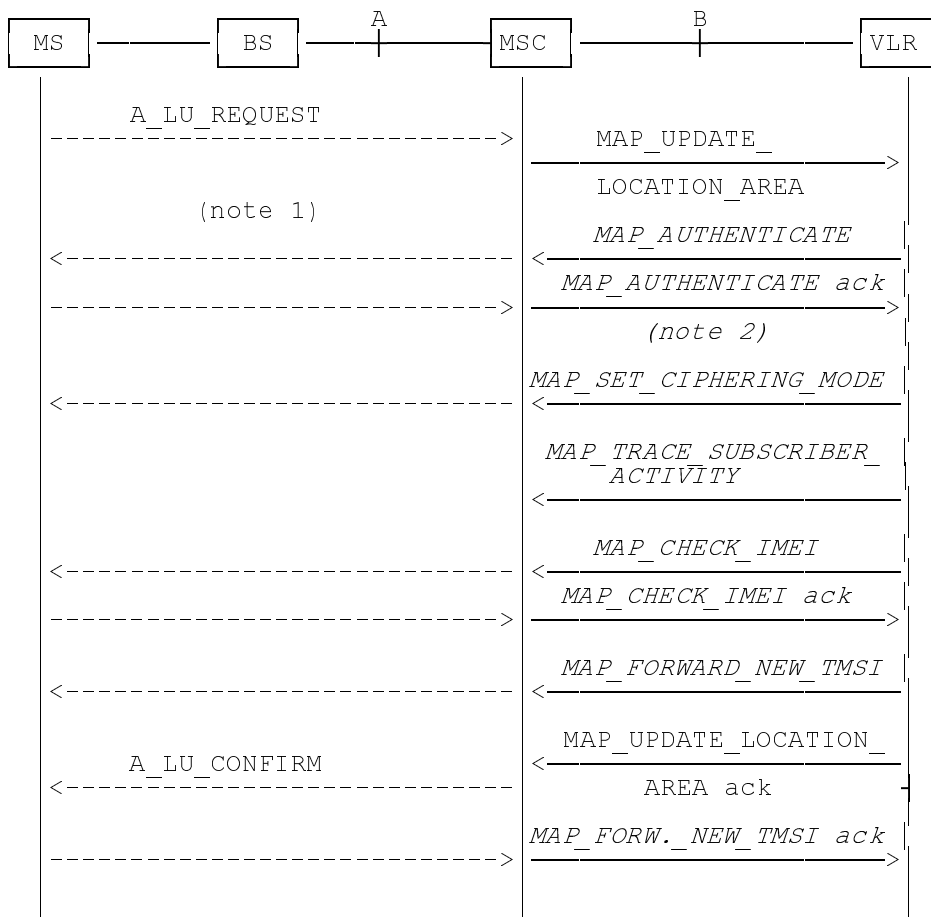 A B
MS BS MSC VLR
A_LU_REQUEST
MAP_UPDATE_
LOCATION_AREA
(note 1)
MAP_AUTHENTICATE
MAP_AUTHENTICATE ack
(note 2)
MAP_SET_CIPHERING_MODE
MAP_TRACE_SUBSCRIBER_
ACTIVITY
MAP_CHECK_IMEI
MAP_CHECK_IMEI ack
MAP_FORWARD_NEW_TMSI
MAP_UPDATE_LOCATION_
A_LU_CONFIRM
AREA ack
MAP_FORW._NEW_TMSI ack